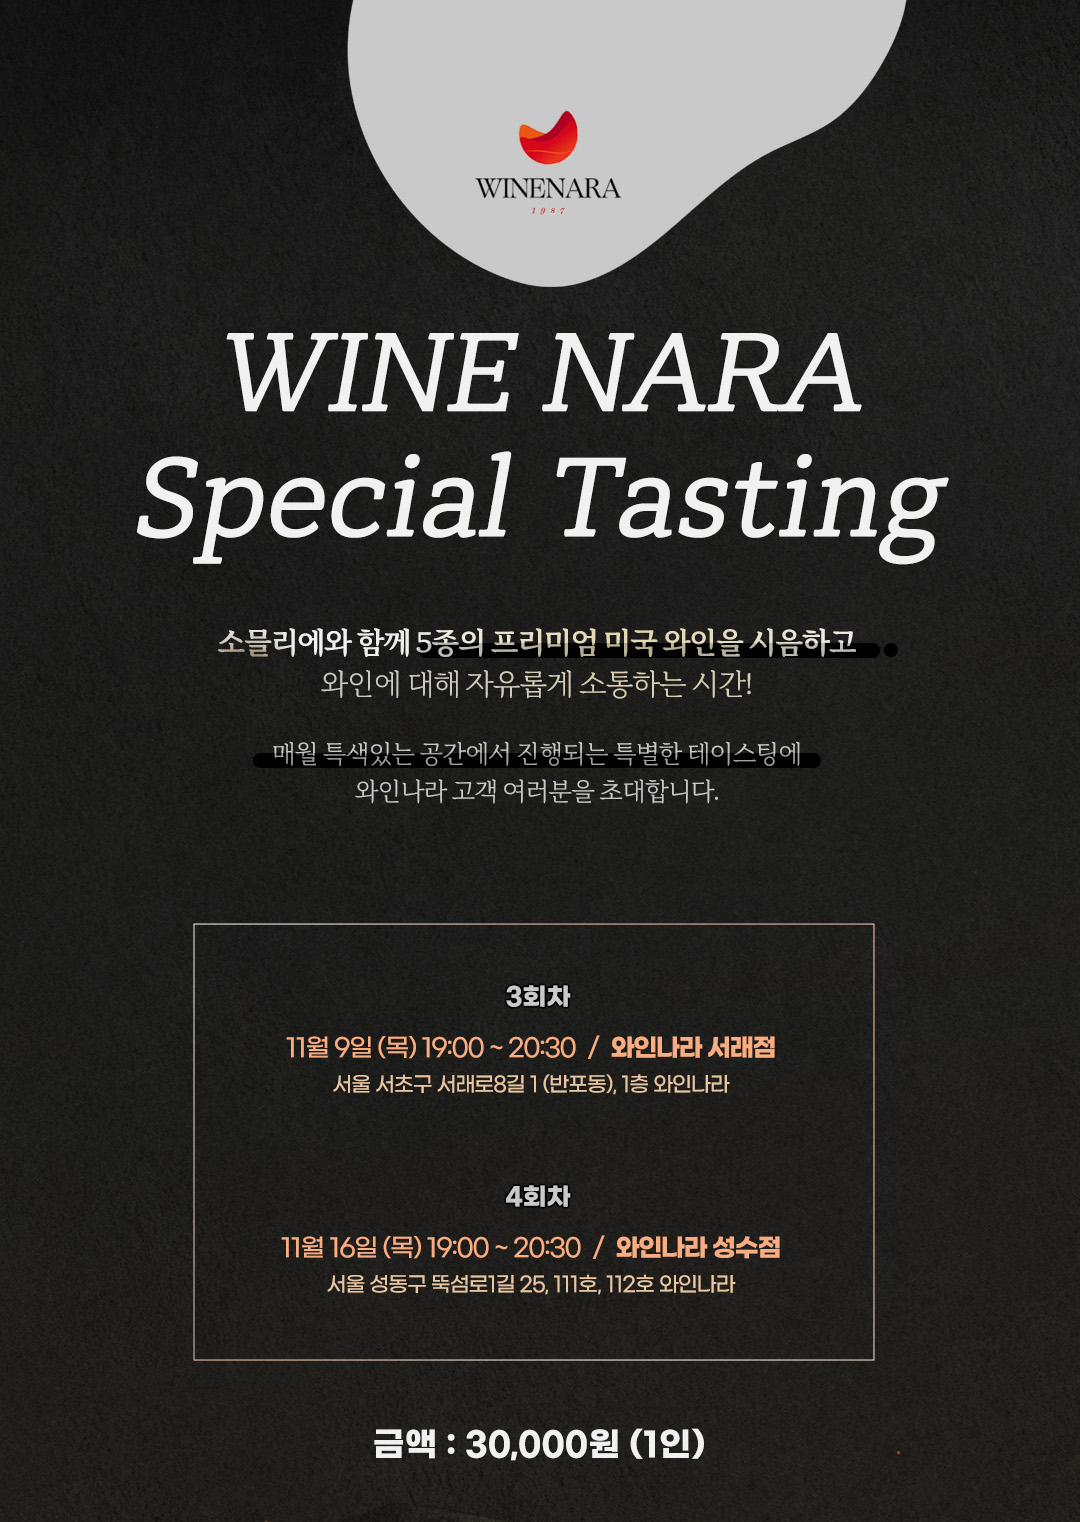 WINENARA
1987
WINE NARA
Special Tasting
소믈리에와 함께 5종의 프리미엄 미국 와인을 시음하고
와인에 대해 자유롭게 소통하는 시간!
매월 특색있는 공간에서 진행되는 특별한 테이스팅에
와인나라 고객 여러분을 초대합니다.
3회차
11월 9일 (목) 19:00 ~ 20:30 / 와인나라 서래점
서울 서초구 서래로8길 1 (반포동), 1층 와인나라
4회차
11월 16일 (목) 19:00 ~ 20:30 / 와인나라 성수점
서울 성동구 뚝섬로1길 25, 111호, 112호 와인나라
금액 : 30,000원 (1인)